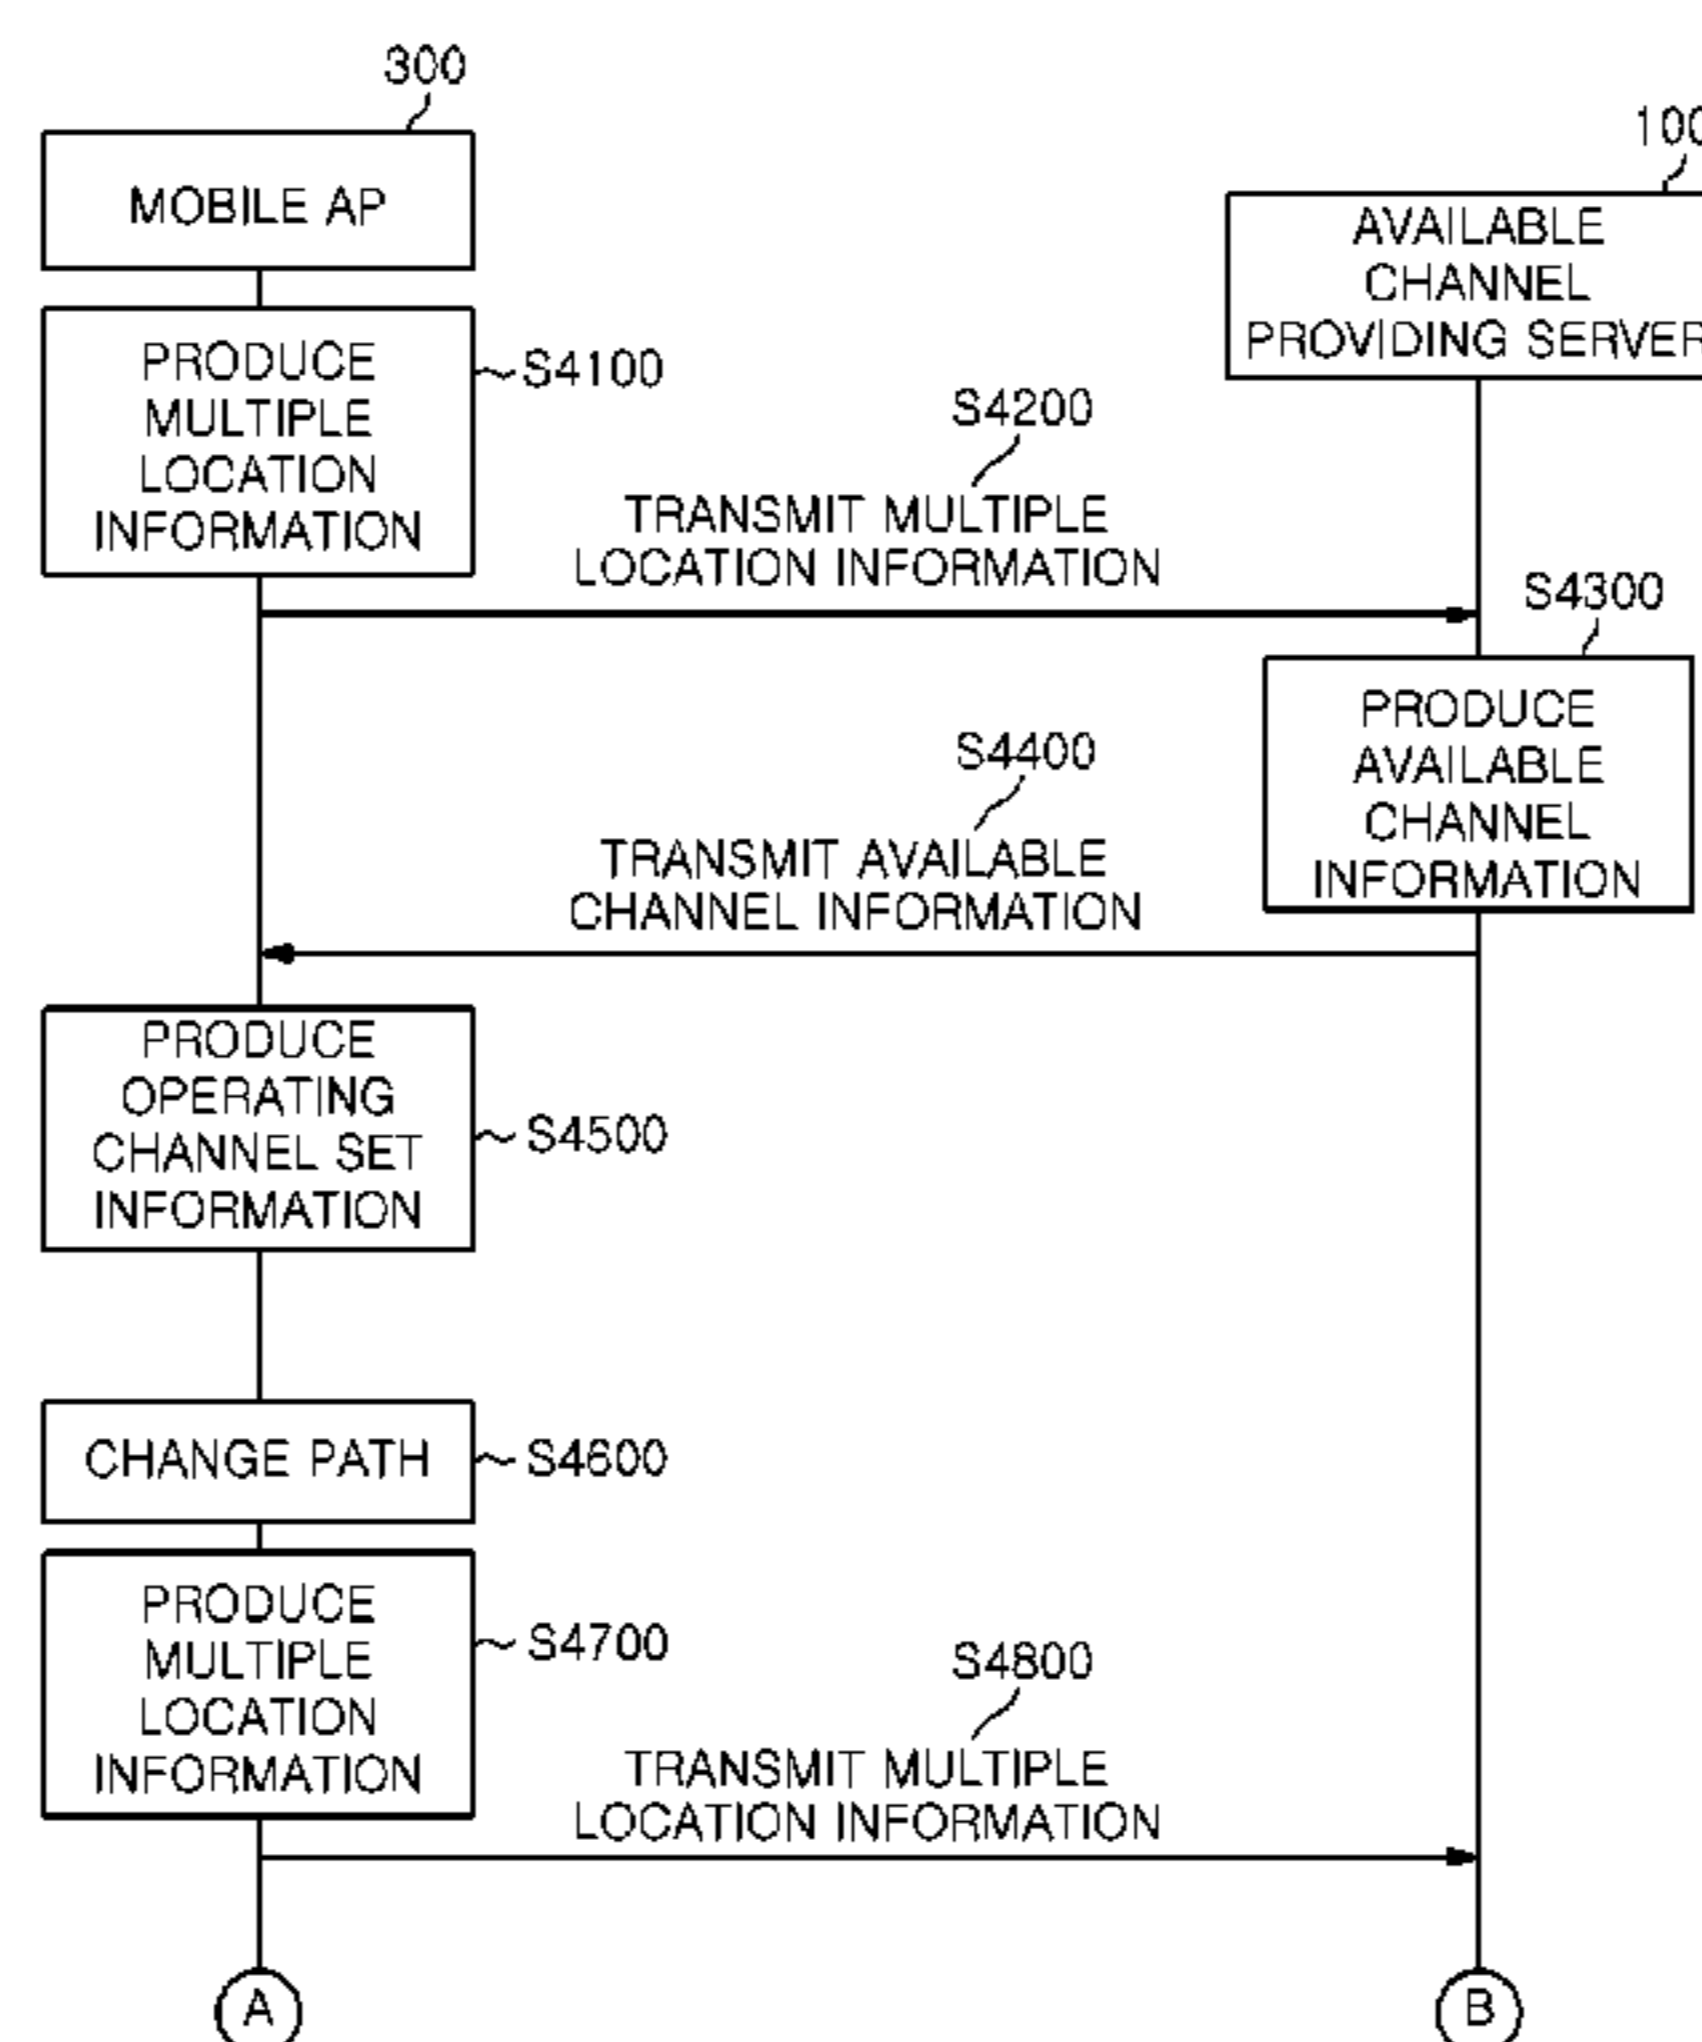 300
MOBILE AP
100
AVAILABLE
CHANNEL
PROVIDING SERVER
PRODUCE
MULTIPLE
LOCATION
INFORMATION
S4100
S4200
TRANSMIT MULTIPLE
LOCATION INFORMATION
S4300
PRODUCE
AVAILABLE
CHANNEL
INFORMATION
S4400
TRANSMIT AVAILABLE
CHANNEL INFORMATION
PRODUCE
OPERATING
CHANNEL SET
INFORMATION
S4500
CHANGE PATH
S4600
PRODUCE
MULTIPLE
LOCATION
INFORMATION
S4700
S4800
TRANSMIT MULTIPLE
LOCATION INFORMATION
A
B